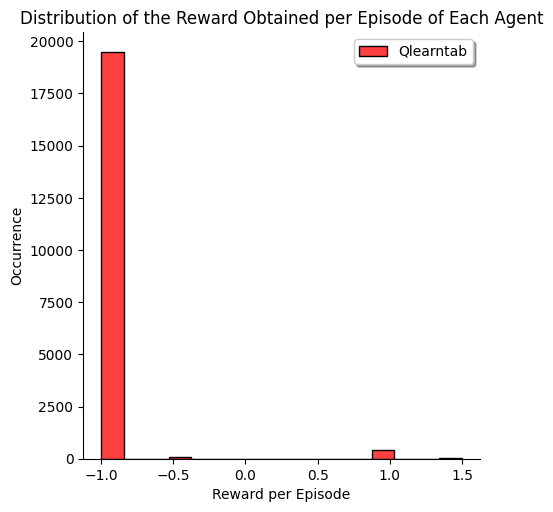 Distribution of the Reward Obtained per Episode of Each Agent
Qlearntab
20000
17500
15000
12500
10000
7500
5000
2500
0
Occurrence
−1.0 −0.5 0.0 0.5 1.0 1.5
Reward per Episode